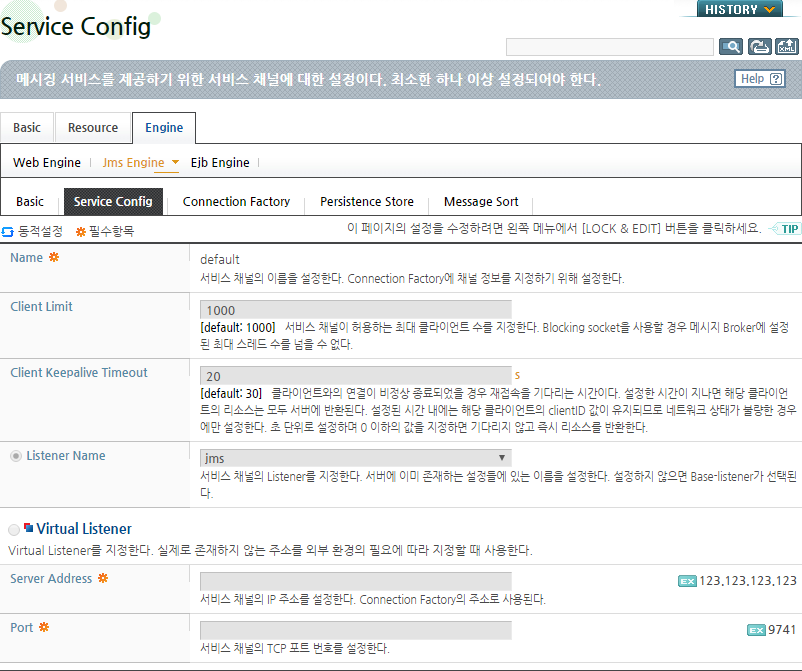 HISTORY
Service Config
XML
메시징 서비스를 제공하기 위한 서비스 채널에 대한 설정이다. 최소한 하나 이상 설정되어야 한다.
Help ?
Basic Resource Engine
Web Engine Jms Engine Ejb Engine
Basic Service Config Connection Factory Persistence Store Message Sort
동적설정 필수항목 이 페이지의 설정을 수정하려면 왼쪽 메뉴에서 [LOCK & EDIT] 버튼을 클릭하세요. TIP
Name default
서비스 채널의 이름을 설정한다. Connection Factory에 채널 정보를 지정하기 위해 설정한다.
Client Limit 1000
[default: 1000] 서비스 채널이 허용하는 최대 클라이언트 수를 지정한다. Blocking socket을 사용할 경우 메시지 Broker에 설정
된 최대 스레드 수를 넘을 수 없다.
Client Keepalive Timeout 20 s
[default: 30] 클라이언트와의 연결이 비정상 종료되었을 경우 재접속을 기다리는 시간이다. 설정한 시간이 지나면 해당 클라이언
트의 리소스는 모두 서버에 반환된다. 설정된 시간 내에는 해당 클라이언트의 clientID 값이 유지되므로 네트워크 상태가 불량한 경우
에만 설정한다. 초 단위로 설정하며 0 이하의 값을 지정하면 기다리지 않고 즉시 리소스를 반환한다.
Listener Name jms
서비스 채널의 Listener를 지정한다. 서버에 이미 존재하는 설정들에 있는 이름을 설정한다. 설정하지 않으면 Base-listener가 선택된
다.
Virtual Listener
Virtual Listener를 지정한다. 실제로 존재하지 않는 주소를 외부 환경의 필요에 따라 지정할 때 사용한다.
Server Address EX 123,123,123,123
서비스 채널의 IP 주소를 설정한다. Connection Factory의 주소로 사용된다.
Port EX 9741
서비스 채널의 TCP 포트 번호를 설정한다.